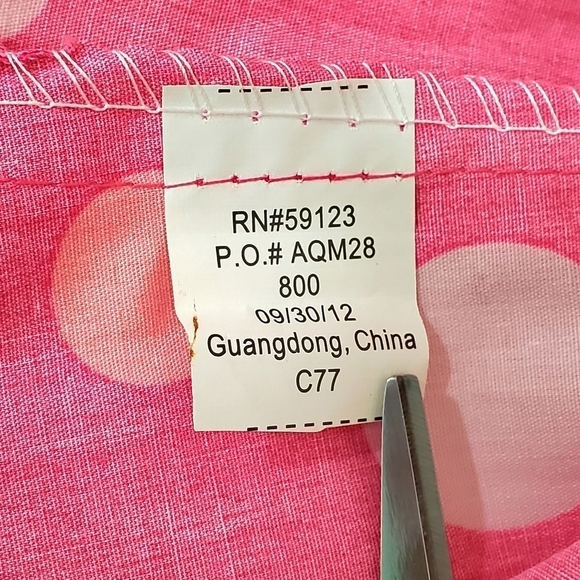 RN#59123
P.O.# AQM28
800
09/30/12
Guangdong, China
C77